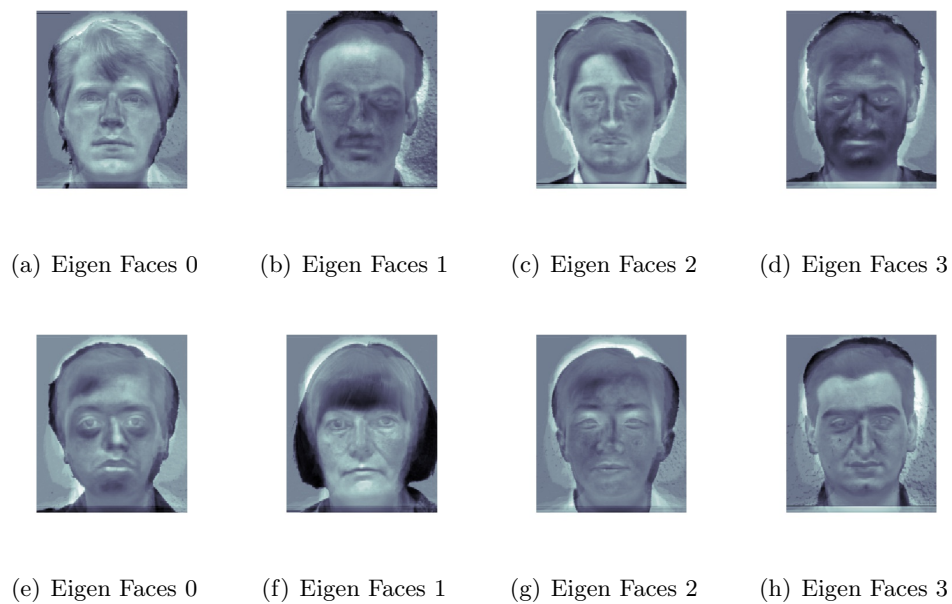 (a) Eigen Faces 0
(b) Eigen Faces 1
(c) Eigen Faces 2
(d) Eigen Faces 3
(e) Eigen Faces 0
(f) Eigen Faces 1
(g) Eigen Faces 2
(h) Eigen Faces 3